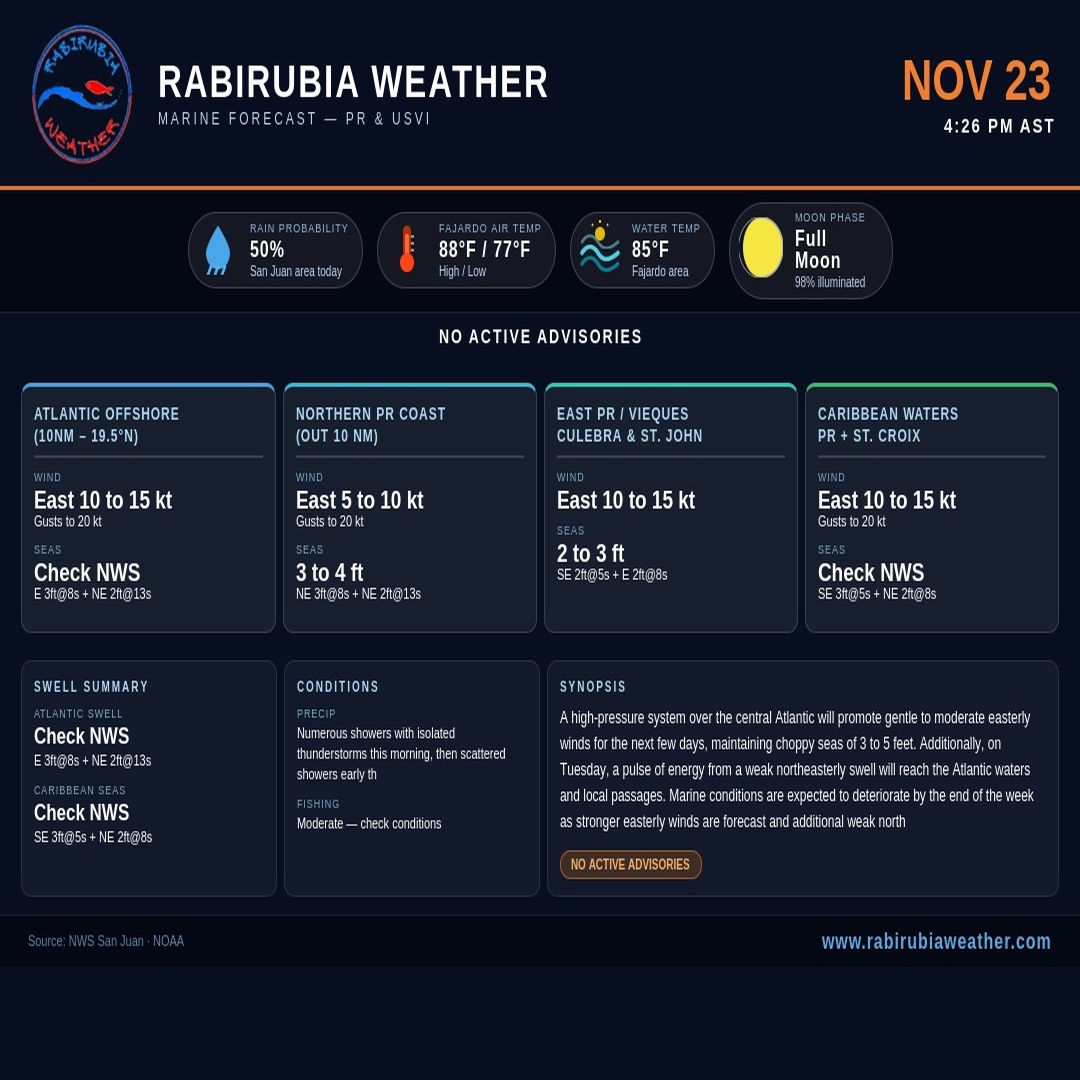 RABIRUBIA
WEATHER
RABIRUBIA WEATHER
MARINE FORECAST — PR & USVI
NOV 23
4:26 PM AST
RAIN PROBABILITY
50%
San Juan area today
FAJARDO AIR TEMP
88°F / 77°F
High / Low
WATER TEMP
85°F
Fajardo area
MOON PHASE
Full
Moon
98% illuminated
NO ACTIVE ADVISORIES
ATLANTIC OFFSHORE
(10NM – 19.5°N)
WIND
East 10 to 15 kt
Gusts to 20 kt
SEAS
Check NWS
E 3ft@8s + NE 2ft@13s
NORTHERN PR COAST
(OUT 10 NM)
WIND
East 5 to 10 kt
Gusts to 20 kt
SEAS
3 to 4 ft
NE 3ft@8s + NE 2ft@13s
EAST PR / VIEQUES
CULEBRA & ST. JOHN
WIND
East 10 to 15 kt
SEAS
2 to 3 ft
SE 2ft@5s + E 2ft@8s
CARIBBEAN WATERS
PR + ST. CROIX
WIND
East 10 to 15 kt
Gusts to 20 kt
SEAS
Check NWS
SE 3ft@5s + NE 2ft@8s
SWELL SUMMARY
ATLANTIC SWELL
Check NWS
E 3ft@8s + NE 2ft@13s
CARIBBEAN SEAS
Check NWS
SE 3ft@5s + NE 2ft@8s
CONDITIONS
PRECIP
Numerous showers with isolated
thunderstorms this morning, then scattered
showers early th
FISHING
Moderate — check conditions
SYNOPSIS
A high-pressure system over the central Atlantic will promote gentle to moderate easterly
winds for the next few days, maintaining choppy seas of 3 to 5 feet. Additionally, on
Tuesday, a pulse of energy from a weak northeasterly swell will reach the Atlantic waters
and local passages. Marine conditions are expected to deteriorate by the end of the week
as stronger easterly winds are forecast and additional weak north
NO ACTIVE ADVISORIES
Source: NWS San Juan · NOAA
www.rabirubiaweather.com